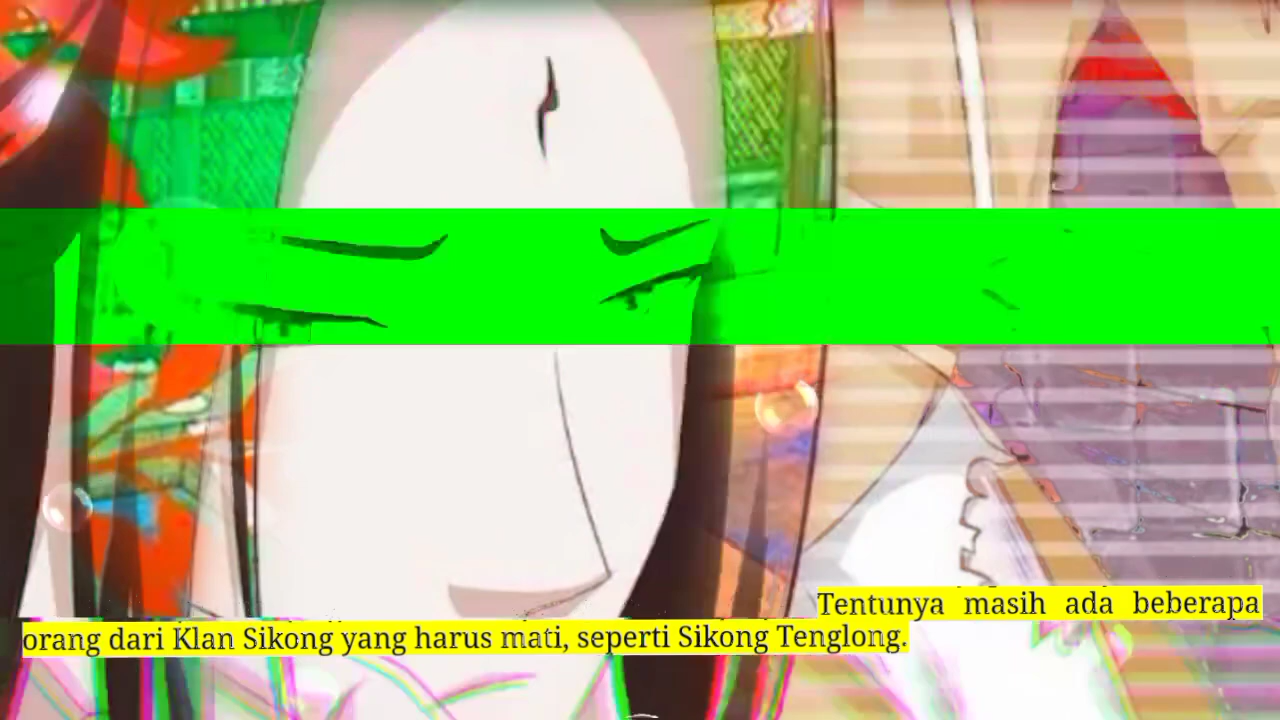 Tentunya masih ada beberapa
orang dari Klan Sikong yang harus mati, seperti Sikong Tenglong.